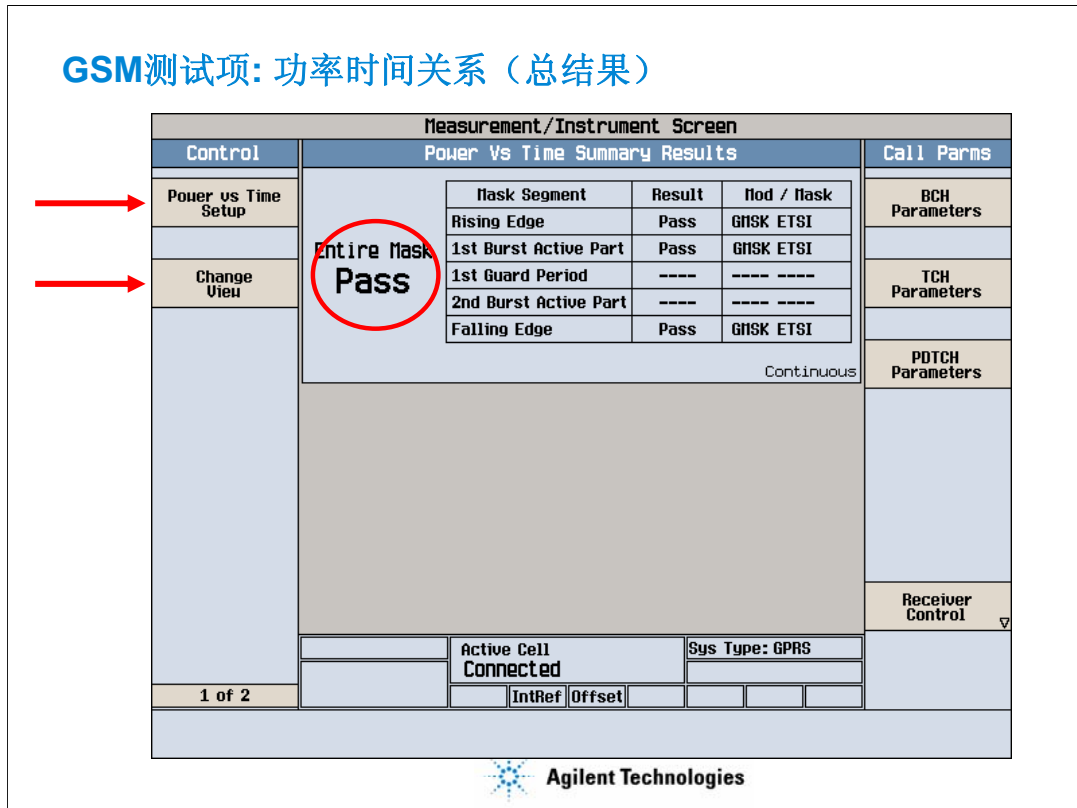 GSM测试项: 功率时间关系（总结果）
Measurement/Instrument Screen
Control
Power Vs Time Summary Results
Call Parms
Power vs Time
Setup
Change
View
1 of 2
Entire Mask
Pass
Mask Segment Result Mod / Mask
Rising Edge Pass GMSK ETSI
1st Burst Active Part Pass GMSK ETSI
1st Guard Period ---- ---- ----
2nd Burst Active Part ---- ---- ----
Falling Edge Pass GMSK ETSI
Continuous
BCH
Parameters
TCH
Parameters
PDTCH
Parameters
Receiver
Control
Active Cell
Connected
Sys Type: GPRS
IntRef Offset
Agilent Technologies